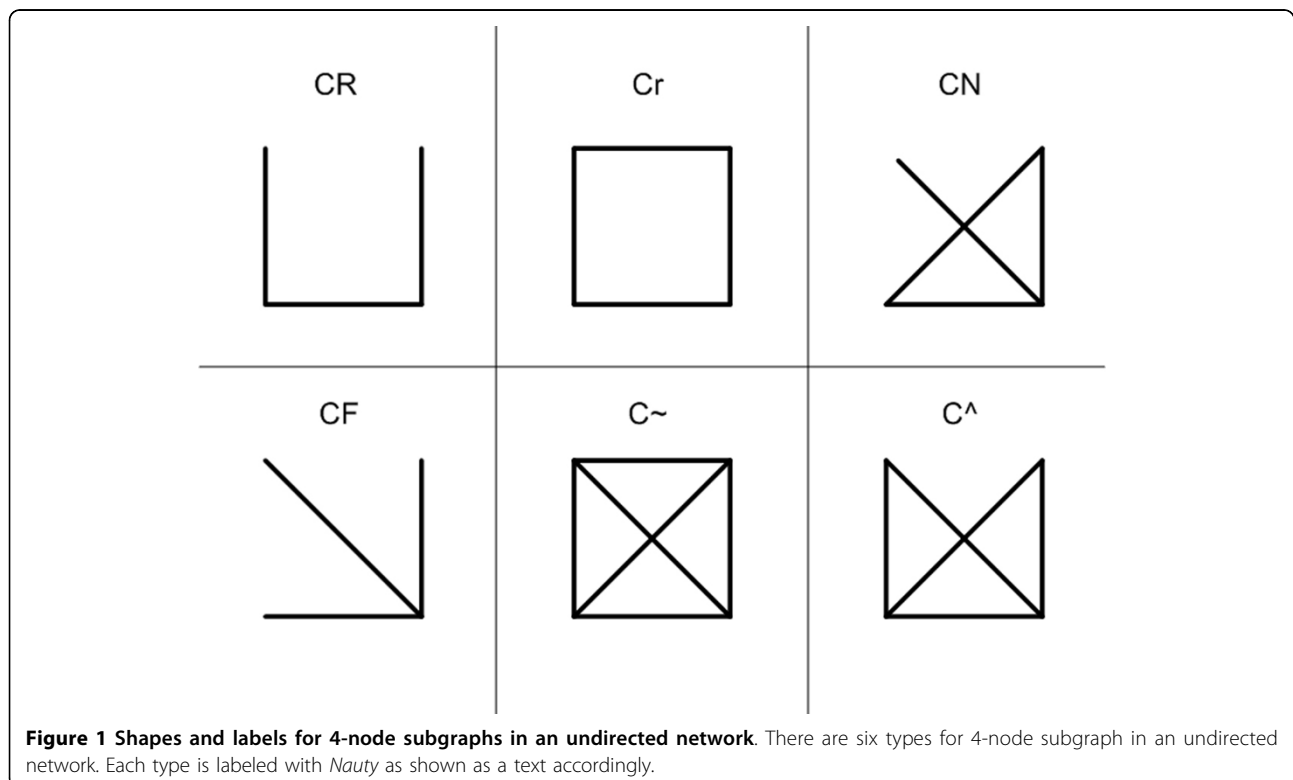 CR Cr CN
CF C~ C^
Figure 1 Shapes and labels for 4-node subgraphs in an undirected network. There are six types for 4-node subgraph in an undirected
network. Each type is labeled with Nauty as shown as a text accordingly.